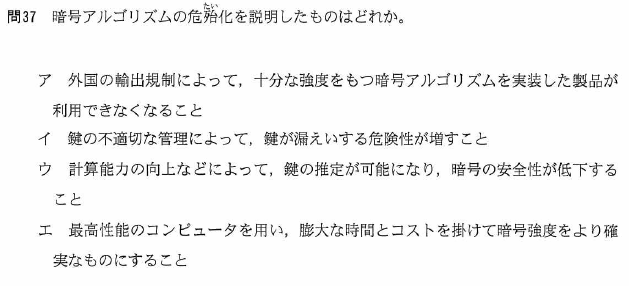 問37 暗号アルゴリズムの危殆化を説明したものはどれか。
ア 外国の輸出規制によって，十分な強度をもつ暗号アルゴリズムを実装した製品が
利用できなくなること
イ 鍵の不適切な管理によって，鍵が漏えいする危険性が増すこと
ウ 計算能力の向上などによって，鍵の推定が可能になり，暗号の安全性が低下する
こと
エ 最高性能のコンピュータを用い，膨大な時間とコストを掛けて暗号強度をより確
実なものにすること